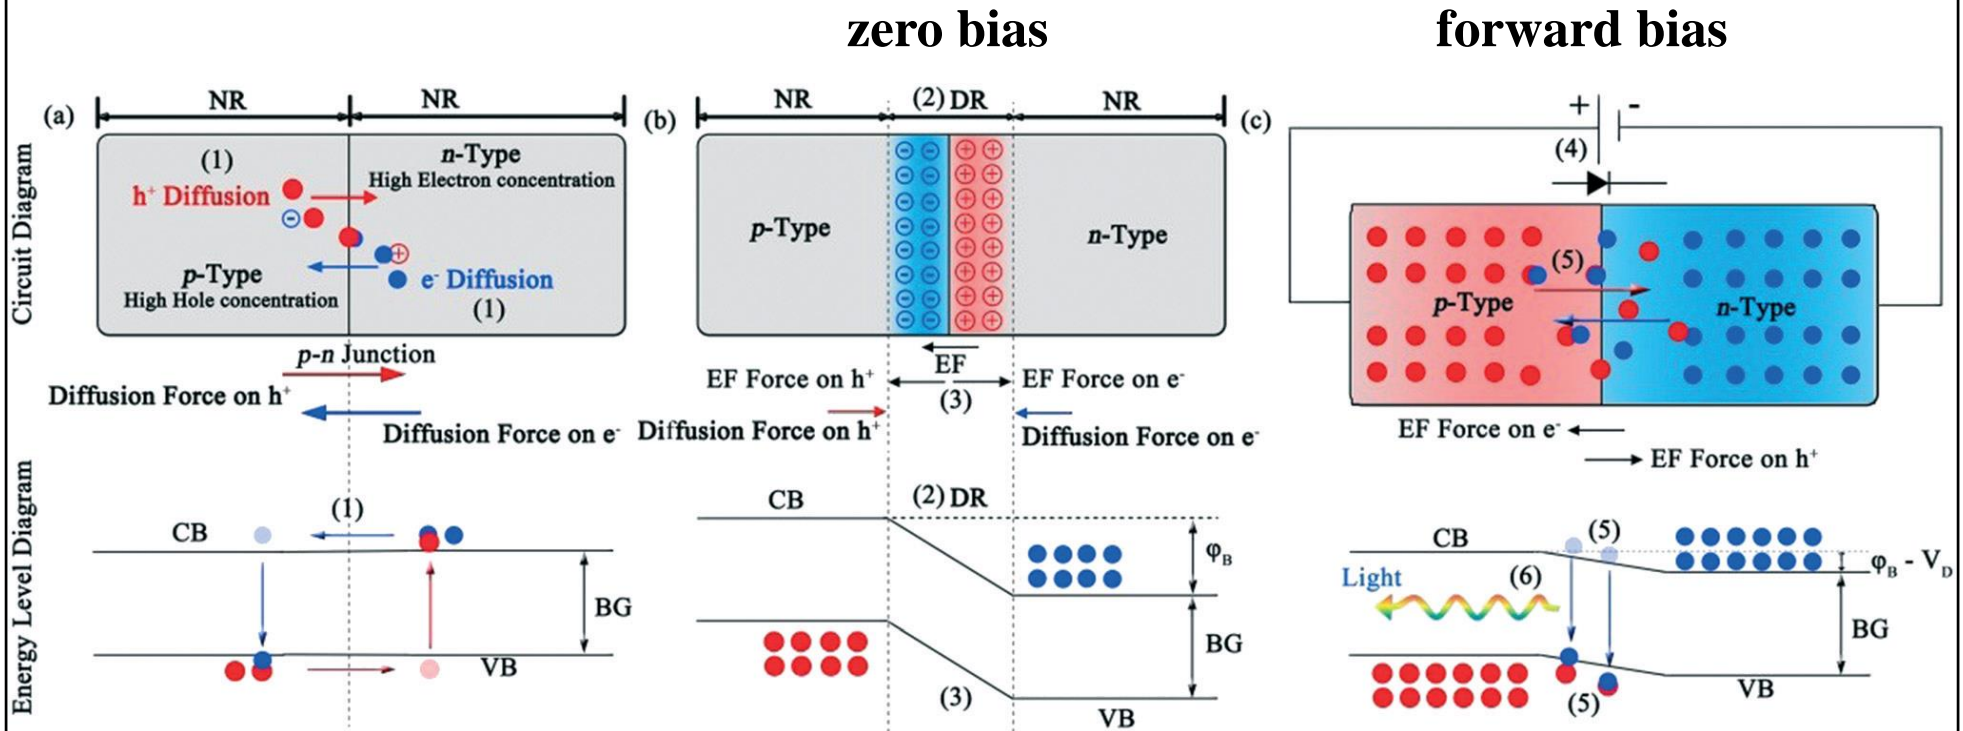 zero bias
forward bias
Circuit Diagram
Energy Level Diagram
(a)
NR
NR
(1)
h⁺ Diffusion
n-Type
High Electron concentration
p-Type
High Hole concentration
e⁻ Diffusion
(1)
p-n Junction
Diffusion Force on h⁺
Diffusion Force on e⁻
(1)
CB
BG
VB
(b)
NR
(2) DR
NR
p-Type
n-Type
EF
EF Force on h⁺
EF Force on e⁻
(3)
Diffusion Force on h⁺
Diffusion Force on e⁻
CB
(2) DR
φB
BG
(3)
VB
(c)
+ -
(4)
(5)
p-Type
n-Type
EF Force on e⁻
EF Force on h⁺
CB
(5)
φB - VD
Light
(6)
BG
VB
(5)